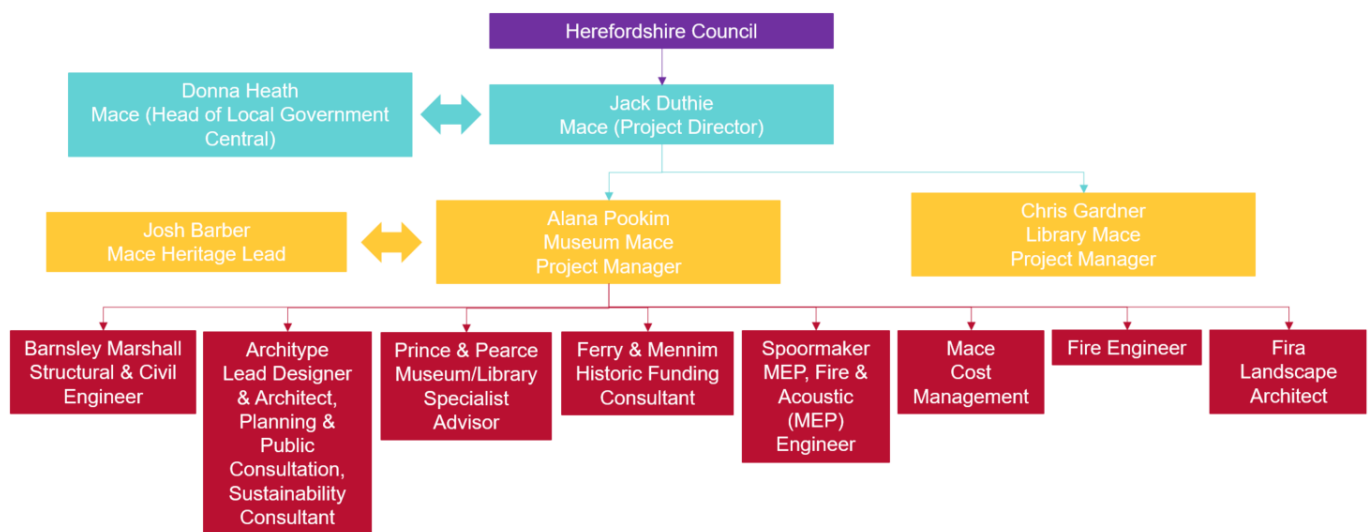 Herefordshire Council
Donna Heath
Mace (Head of Local Government
Central)
Jack Duthie
Mace (Project Director)
Josh Barber
Mace Heritage Lead
Alana Pookim
Museum Mace
Project Manager
Chris Gardner
Library Mace
Project Manager
Barnsley Marshall
Structural & Civil
Engineer
Architype
Lead Designer
& Architect,
Planning &
Public
Consultation,
Sustainability
Consultant
Prince & Pearce
Museum/Library
Specialist
Advisor
Ferry & Mennim
Historic Funding
Consultant
Spoormaker
MEP, Fire &
Acoustic
(MEP)
Engineer
Mace
Cost
Management
Fire Engineer
Fira
Landscape
Architect